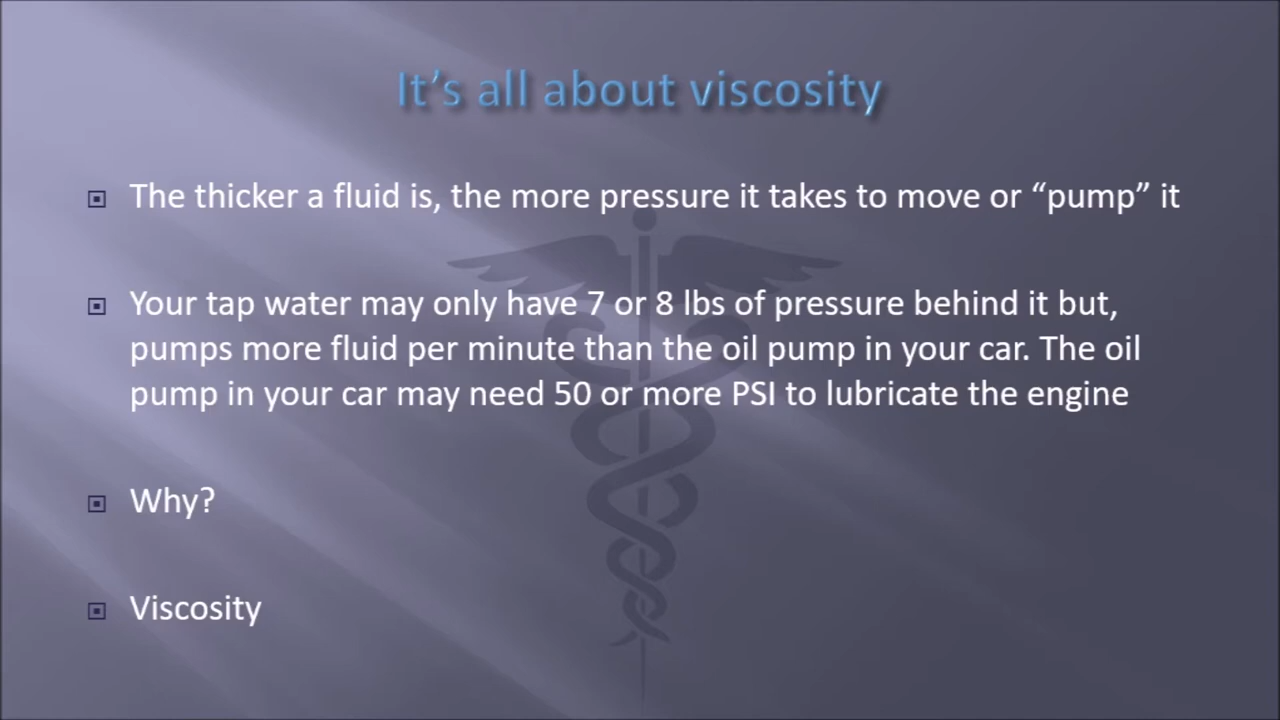 It’s all about viscosity
The thicker a fluid is, the more pressure it takes to move or “pump” it
Your tap water may only have 7 or 8 lbs of pressure behind it but,
pumps more fluid per minute than the oil pump in your car. The oil
pump in your car may need 50 or more PSI to lubricate the engine
Why?
Viscosity